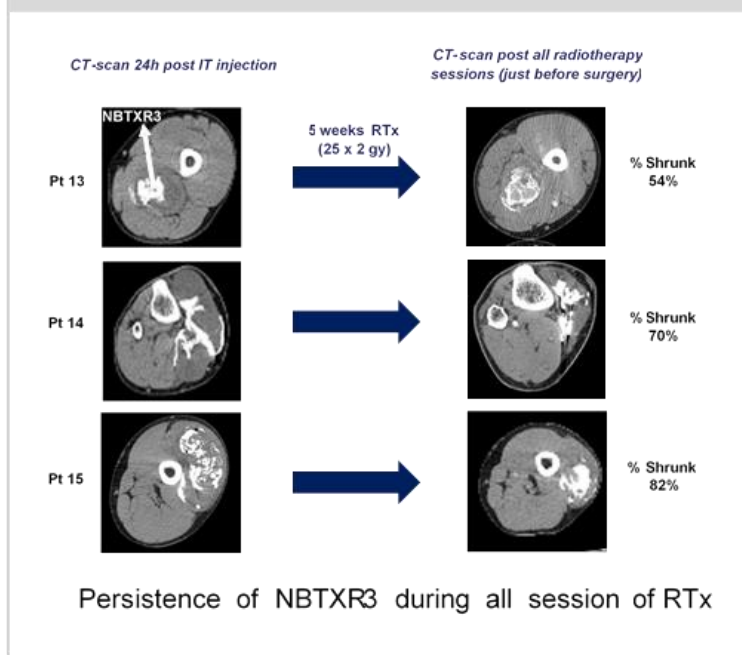 CT-scan 24h post IT injection
CT-scan post all radiotherapy
sessions (just before surgery)
NBTXR3
5 weeks RTx
(25 x 2 gy)
Pt 13
% Shrunk
54%
Pt 14
% Shrunk
70%
Pt 15
% Shrunk
82%
Persistence of NBTXR3 during all session of RTx